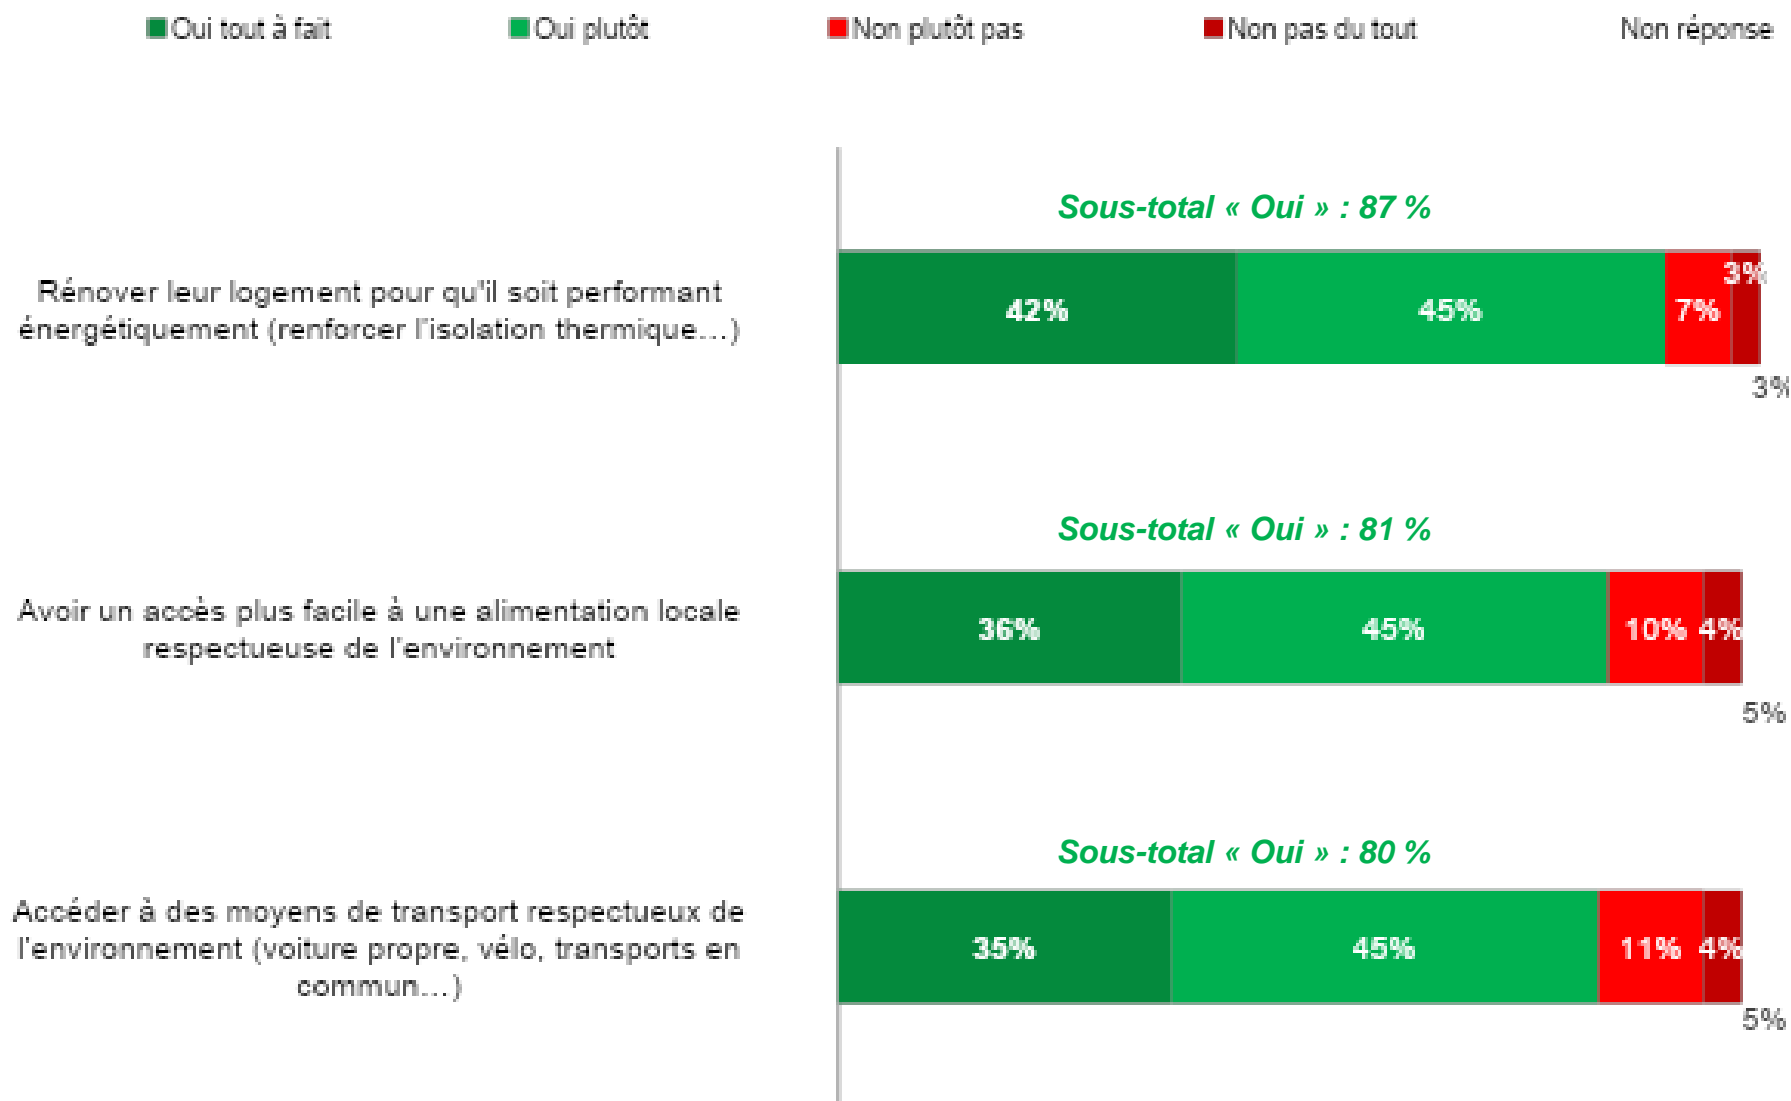 Oui tout à fait Oui plutôt Non plutôt pas Non pas du tout Non réponse
Sous-total « Oui » : 87 %
Rénover leur logement pour qu'il soit performant
énergétiquement (renforcer l'isolation thermique...)
42% 45% 7% 3%
3%
Sous-total « Oui » : 81 %
Avoir un accès plus facile à une alimentation locale
respectueuse de l'environnement
36% 45% 10% 4%
5%
Sous-total « Oui » : 80 %
Accéder à des moyens de transport respectueux de
l'environnement (voiture propre, vélo, transports en
commun...)
35% 45% 11% 4%
5%